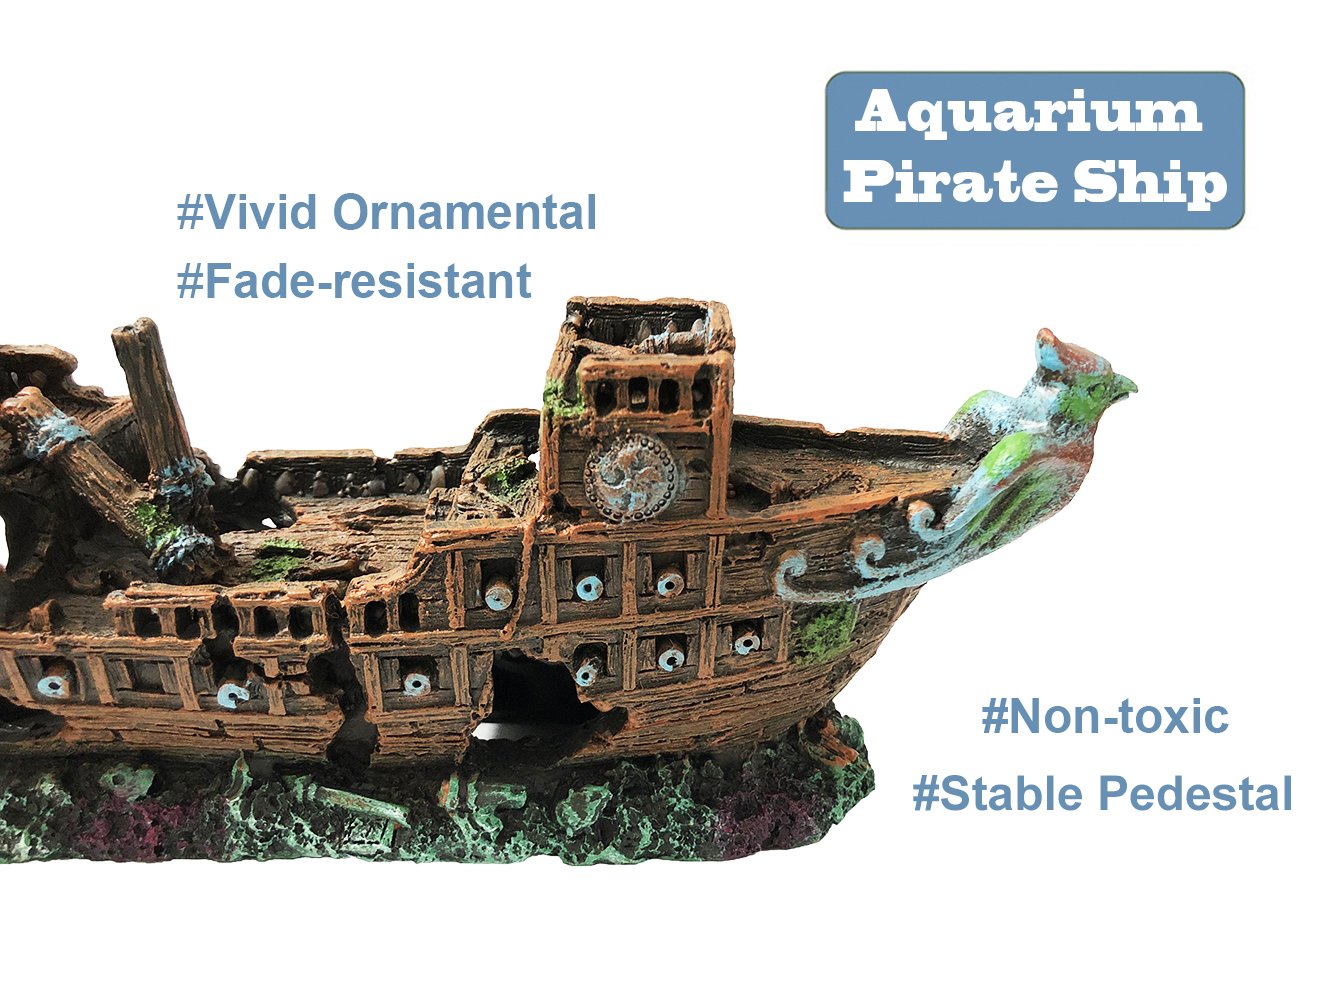 Aquarium
Pirate Ship
#Vivid Ornamental
#Fade-resistant
#Non-toxic
#Stable Pedestal